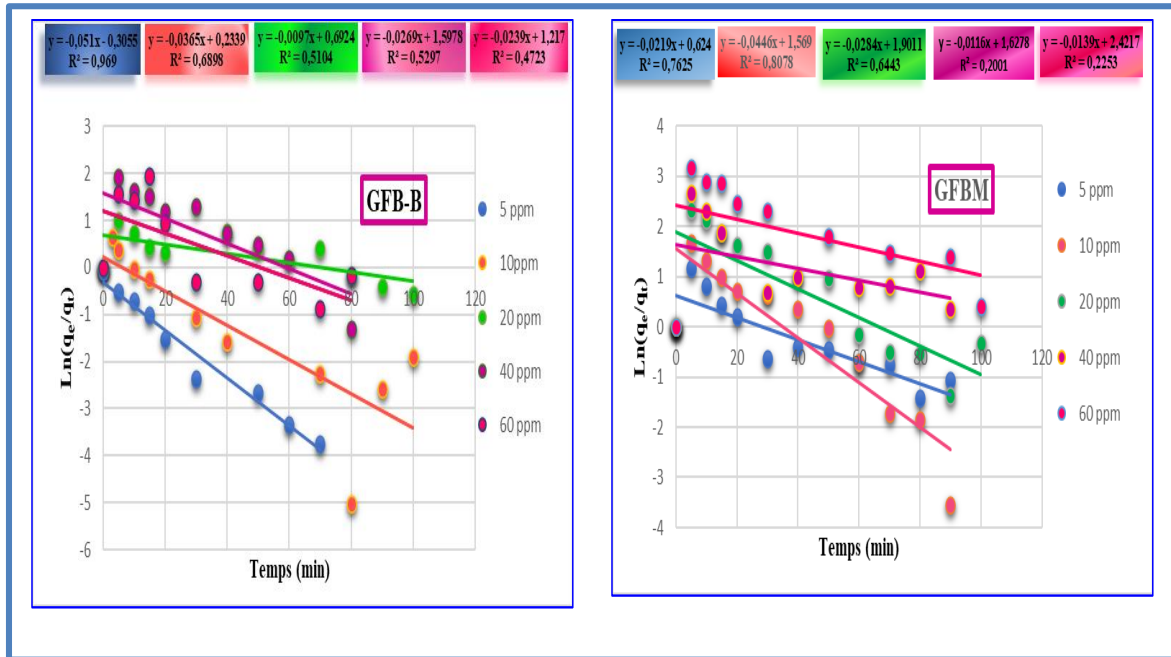 y = -0,051x - 0,3055
R² = 0,969
y = -0,0365x + 0,2339
R² = 0,6898
y = -0,0097x + 0,6924
R² = 0,5104
y = -0,0269x + 1,5978
R² = 0,5297
y = -0,0239x + 1,217
R² = 0,4723
3
2
1
0
-1
-2
-3
-4
-5
-6
0 20 40 60 80 100 120
Ln(qe/qt)
Temps (min)
GFB-B
5 ppm
10ppm
20 ppm
40 ppm
60 ppm
y = -0,0219x + 0,624
R² = 0,7625
y = -0,0446x + 1,569
R² = 0,8078
y = -0,0284x + 1,9011
R² = 0,6443
y = -0,0116x + 1,6278
R² = 0,2001
y = -0,0139x + 2,4217
R² = 0,2253
4
3
2
1
0
-1
-2
-3
-4
0 20 40 60 80 100 120
Ln(qe/qt)
Temps (min)
GFBM
5 ppm
10 ppm
20 ppm
40 ppm
60 ppm